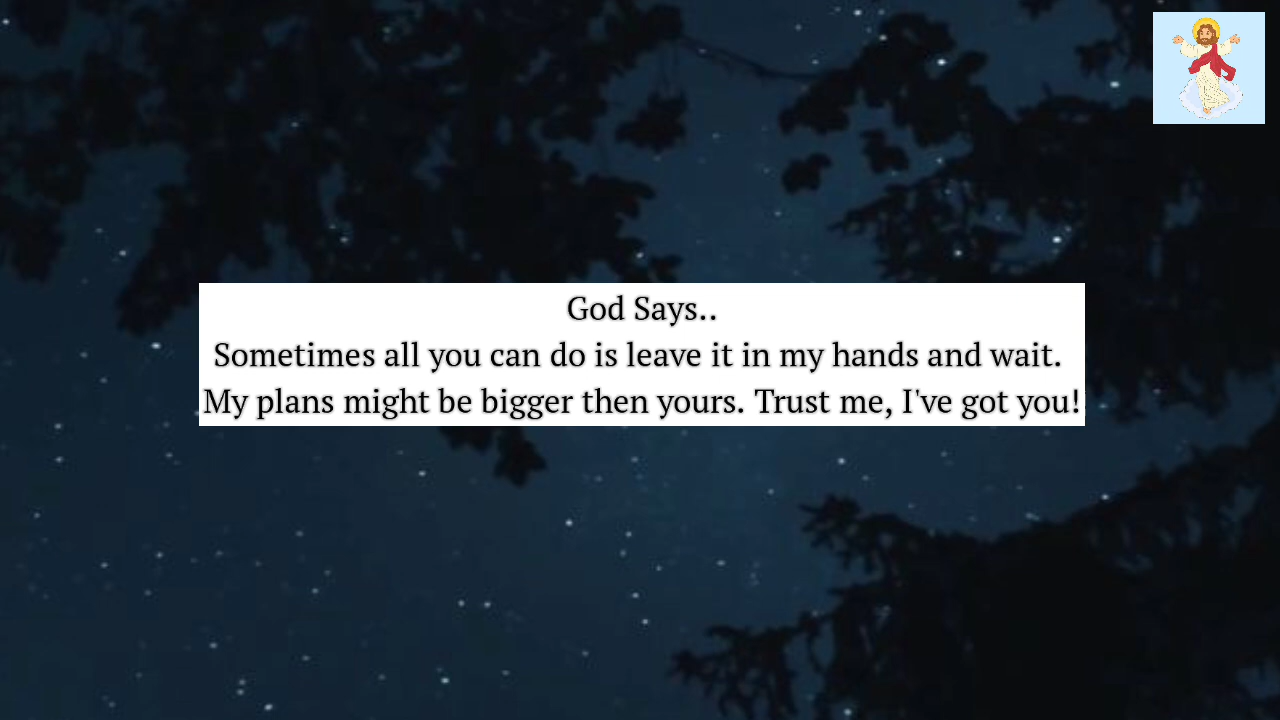 God Says..
Sometimes all you can do is leave it in my hands and wait.
My plans might be bigger then yours. Trust me, I've got you!